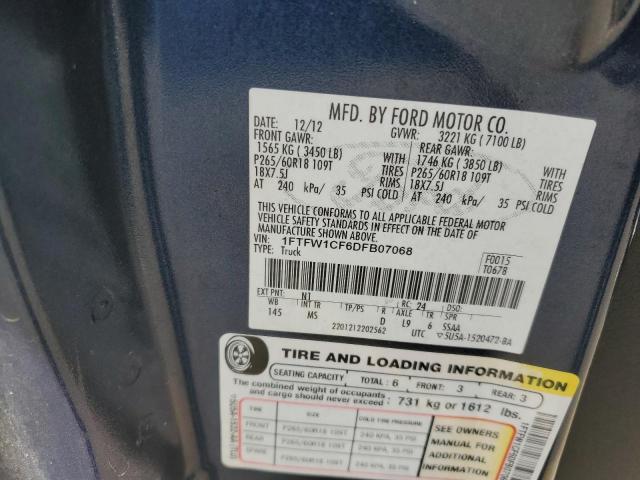 MFD. BY FORD MOTOR CO.
DATE: 12/12 GVWR: 3221 KG ( 7100 LB)
FRONT GAWR: REAR GAWR:
1565 KG ( 3450 LB) WITH 1746 KG ( 3850 LB) WITH
P265/60R18 109T TIRES P265/60R18 109T TIRES
18X7.5J RIMS 18X7.5J RIMS
AT 240 kPa/ 35 PSI COLD AT 240 kPa/ 35 PSI COLD
THIS VEHICLE CONFORMS TO ALL APPLICABLE FEDERAL MOTOR
VEHICLE SAFETY STANDARDS IN EFFECT ON THE DATE OF
MANUFACTURE SHOWN ABOVE.
VIN: 1FTFW1CF6DFB07068
TYPE: Truck
F0015
T0678
EXT PNT: N1 RC: 24 DSO:
WB INT TR TP/PS R AXLE TR SPR
145 MS D L9 6 SSAA
2201212202562 UTC 5U5A-1520472-BA
TIRE AND LOADING INFORMATION
SEATING CAPACITY TOTAL: 6 FRONT: 3 REAR: 3
The combined weight of occupants
and cargo should never exceed: 731 kg or 1612 lbs.
TIRE SIZE COLD TIRE PRESSURE
FRONT P265/60R18 109T 240 KPA, 35 PSI
REAR P265/60R18 109T 240 KPA, 35 PSI
SPARE P265/60R18 109T 240 KPA, 35 PSI
SEE OWNERS
MANUAL FOR
ADDITIONAL
INFORMATION